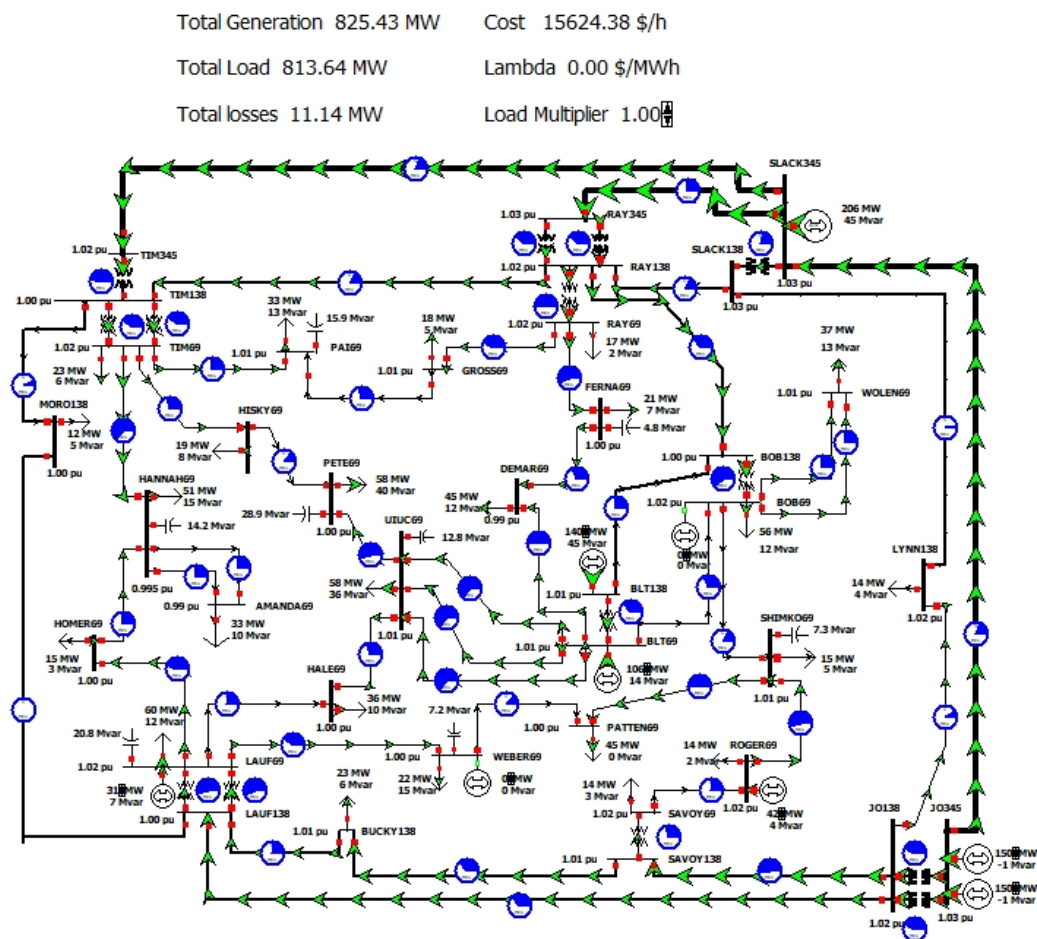 Total Generation 825.43 MW Cost 15624.38 $/h
Total Load 813.64 MW Lambda 0.00 $/MWh
Total losses 11.14 MW Load Multiplier 1.00
SLACK345
206 MW
45 Mvar
1.03 pu
RAY345
SLACK138
1.02 pu
TIM345
1.02 pu
RAY138
1.03 pu
1.03 pu
1.00 pu
TIM138
33 MW
13 Mvar
15.9 Mvar
18 MW
5 Mvar
1.02 pu
RAY69
17 MW
2 Mvar
37 MW
13 Mvar
1.02 pu
TIM69
23 MW
6 Mvar
1.01 pu
PAI69
1.01 pu
GROSS69
FERNA69
21 MW
7 Mvar
4.8 Mvar
1.00 pu
1.01 pu
WOLEN69
MORO138
12 MW
5 Mvar
1.00 pu
HISKY69
19 MW
8 Mvar
PETE69
58 MW
40 Mvar
28.9 Mvar
1.00 pu
DEMAR69
45 MW
12 Mvar
0.99 pu
1.00 pu
BOB138
1.02 pu
BOB69
56 MW
12 Mvar
0 MW
0 Mvar
HANNAH69
51 MW
15 Mvar
14.2 Mvar
0.995 pu
UIUC69
12.8 Mvar
58 MW
36 Mvar
1.01 pu
140 MW
45 Mvar
1.01 pu
BLT138
LYNN138
14 MW
4 Mvar
1.02 pu
0.99 pu
AMANDA69
33 MW
10 Mvar
HOMER69
15 MW
3 Mvar
1.00 pu
1.01 pu
BLT69
106 MW
14 Mvar
SHIMKO69
7.3 Mvar
15 MW
5 Mvar
1.01 pu
HALE69
36 MW
10 Mvar
1.00 pu
60 MW
12 Mvar
20.8 Mvar
1.02 pu
LAUF69
31 MW
7 Mvar
7.2 Mvar
1.00 pu
WEBER69
22 MW
15 Mvar
0 MW
0 Mvar
1.00 pu
PATTEN69
45 MW
0 Mvar
14 MW
2 Mvar
ROGER69
1.02 pu
42 MW
4 Mvar
1.00 pu
LAUF138
23 MW
6 Mvar
1.01 pu
BUCKY138
14 MW
3 Mvar
1.02 pu
SAVOY69
1.01 pu
SAVOY138
JO138
JO345
150 MW
-1 Mvar
150 MW
-1 Mvar
1.02 pu
1.03 pu